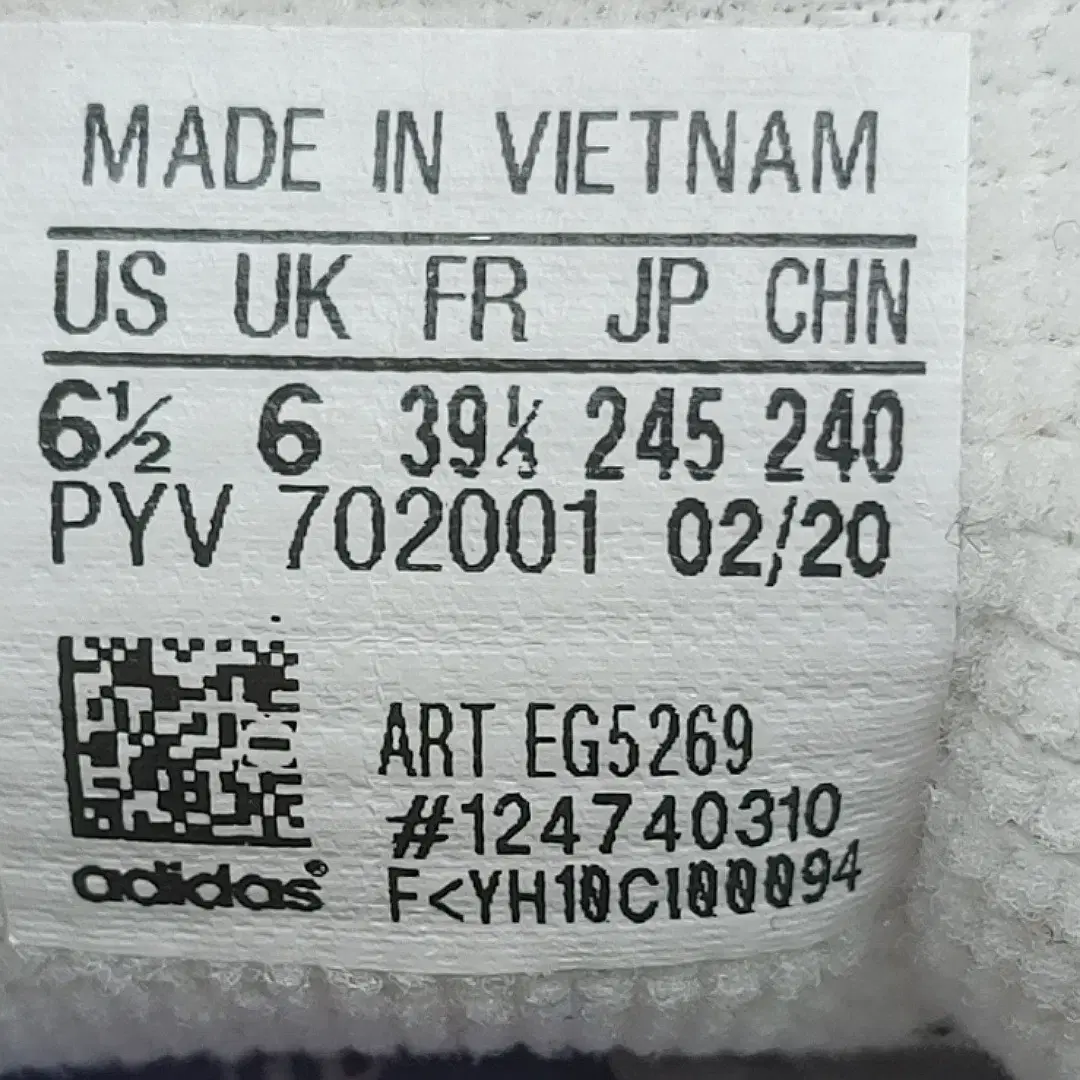 MADE IN VIETNAM
US UK FR JP CHN
6½ 6 39⅓ 245 240
PYV 702001 02/20
ART EG5269
#124740310
F<YH10CI00094
adidas®